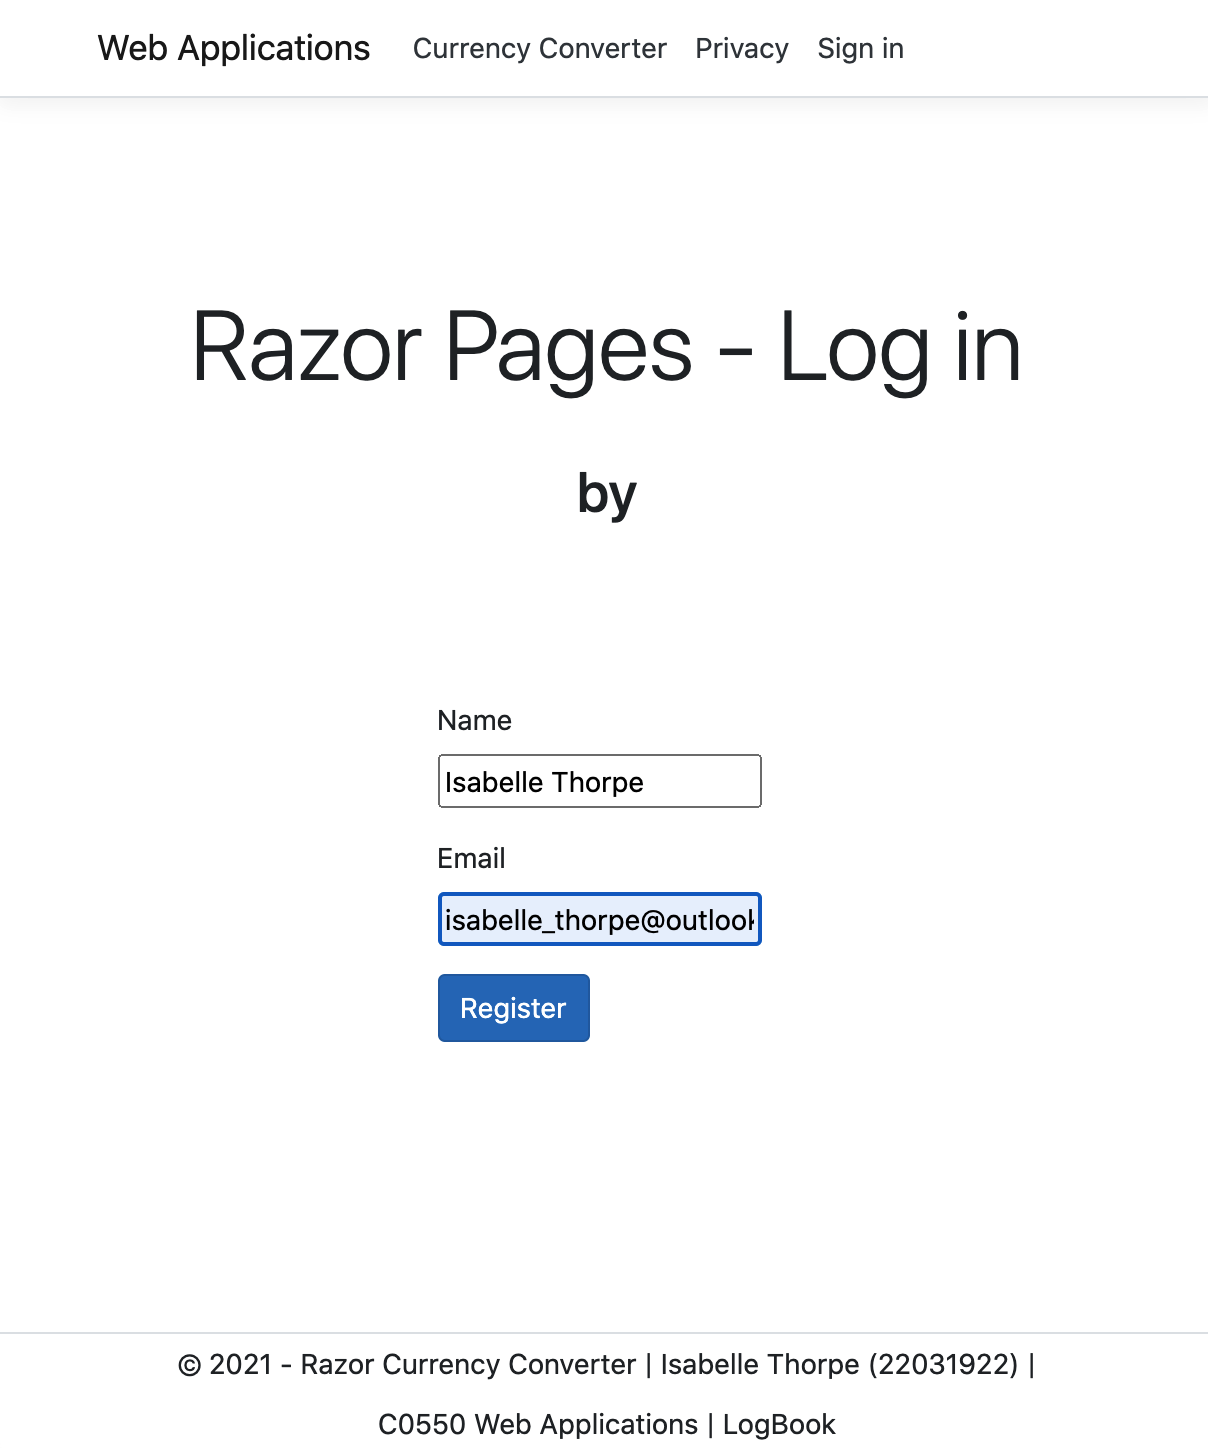 Web Applications Currency Converter Privacy Sign in
Razor Pages - Log in
by
Name
Isabelle Thorpe
Email
isabelle_thorpe@outlook
Register
© 2021 - Razor Currency Converter | Isabelle Thorpe (22031922) |
C0550 Web Applications | LogBook